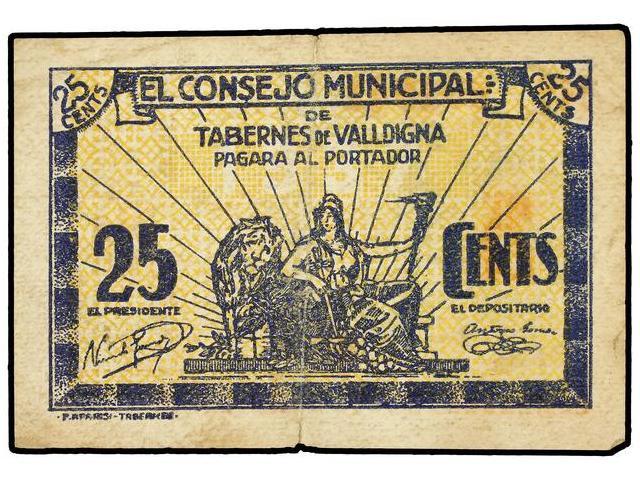 25 CENTS
25 CENTS
EL CONSEJO MUNICIPAL:
DE
TABERNES DE VALLDIGNA
PAGARA AL PORTADOR
25
CENTS
EL PRESIDENTE
EL DEPOSITARIO
P. APARISI - TABERNES.